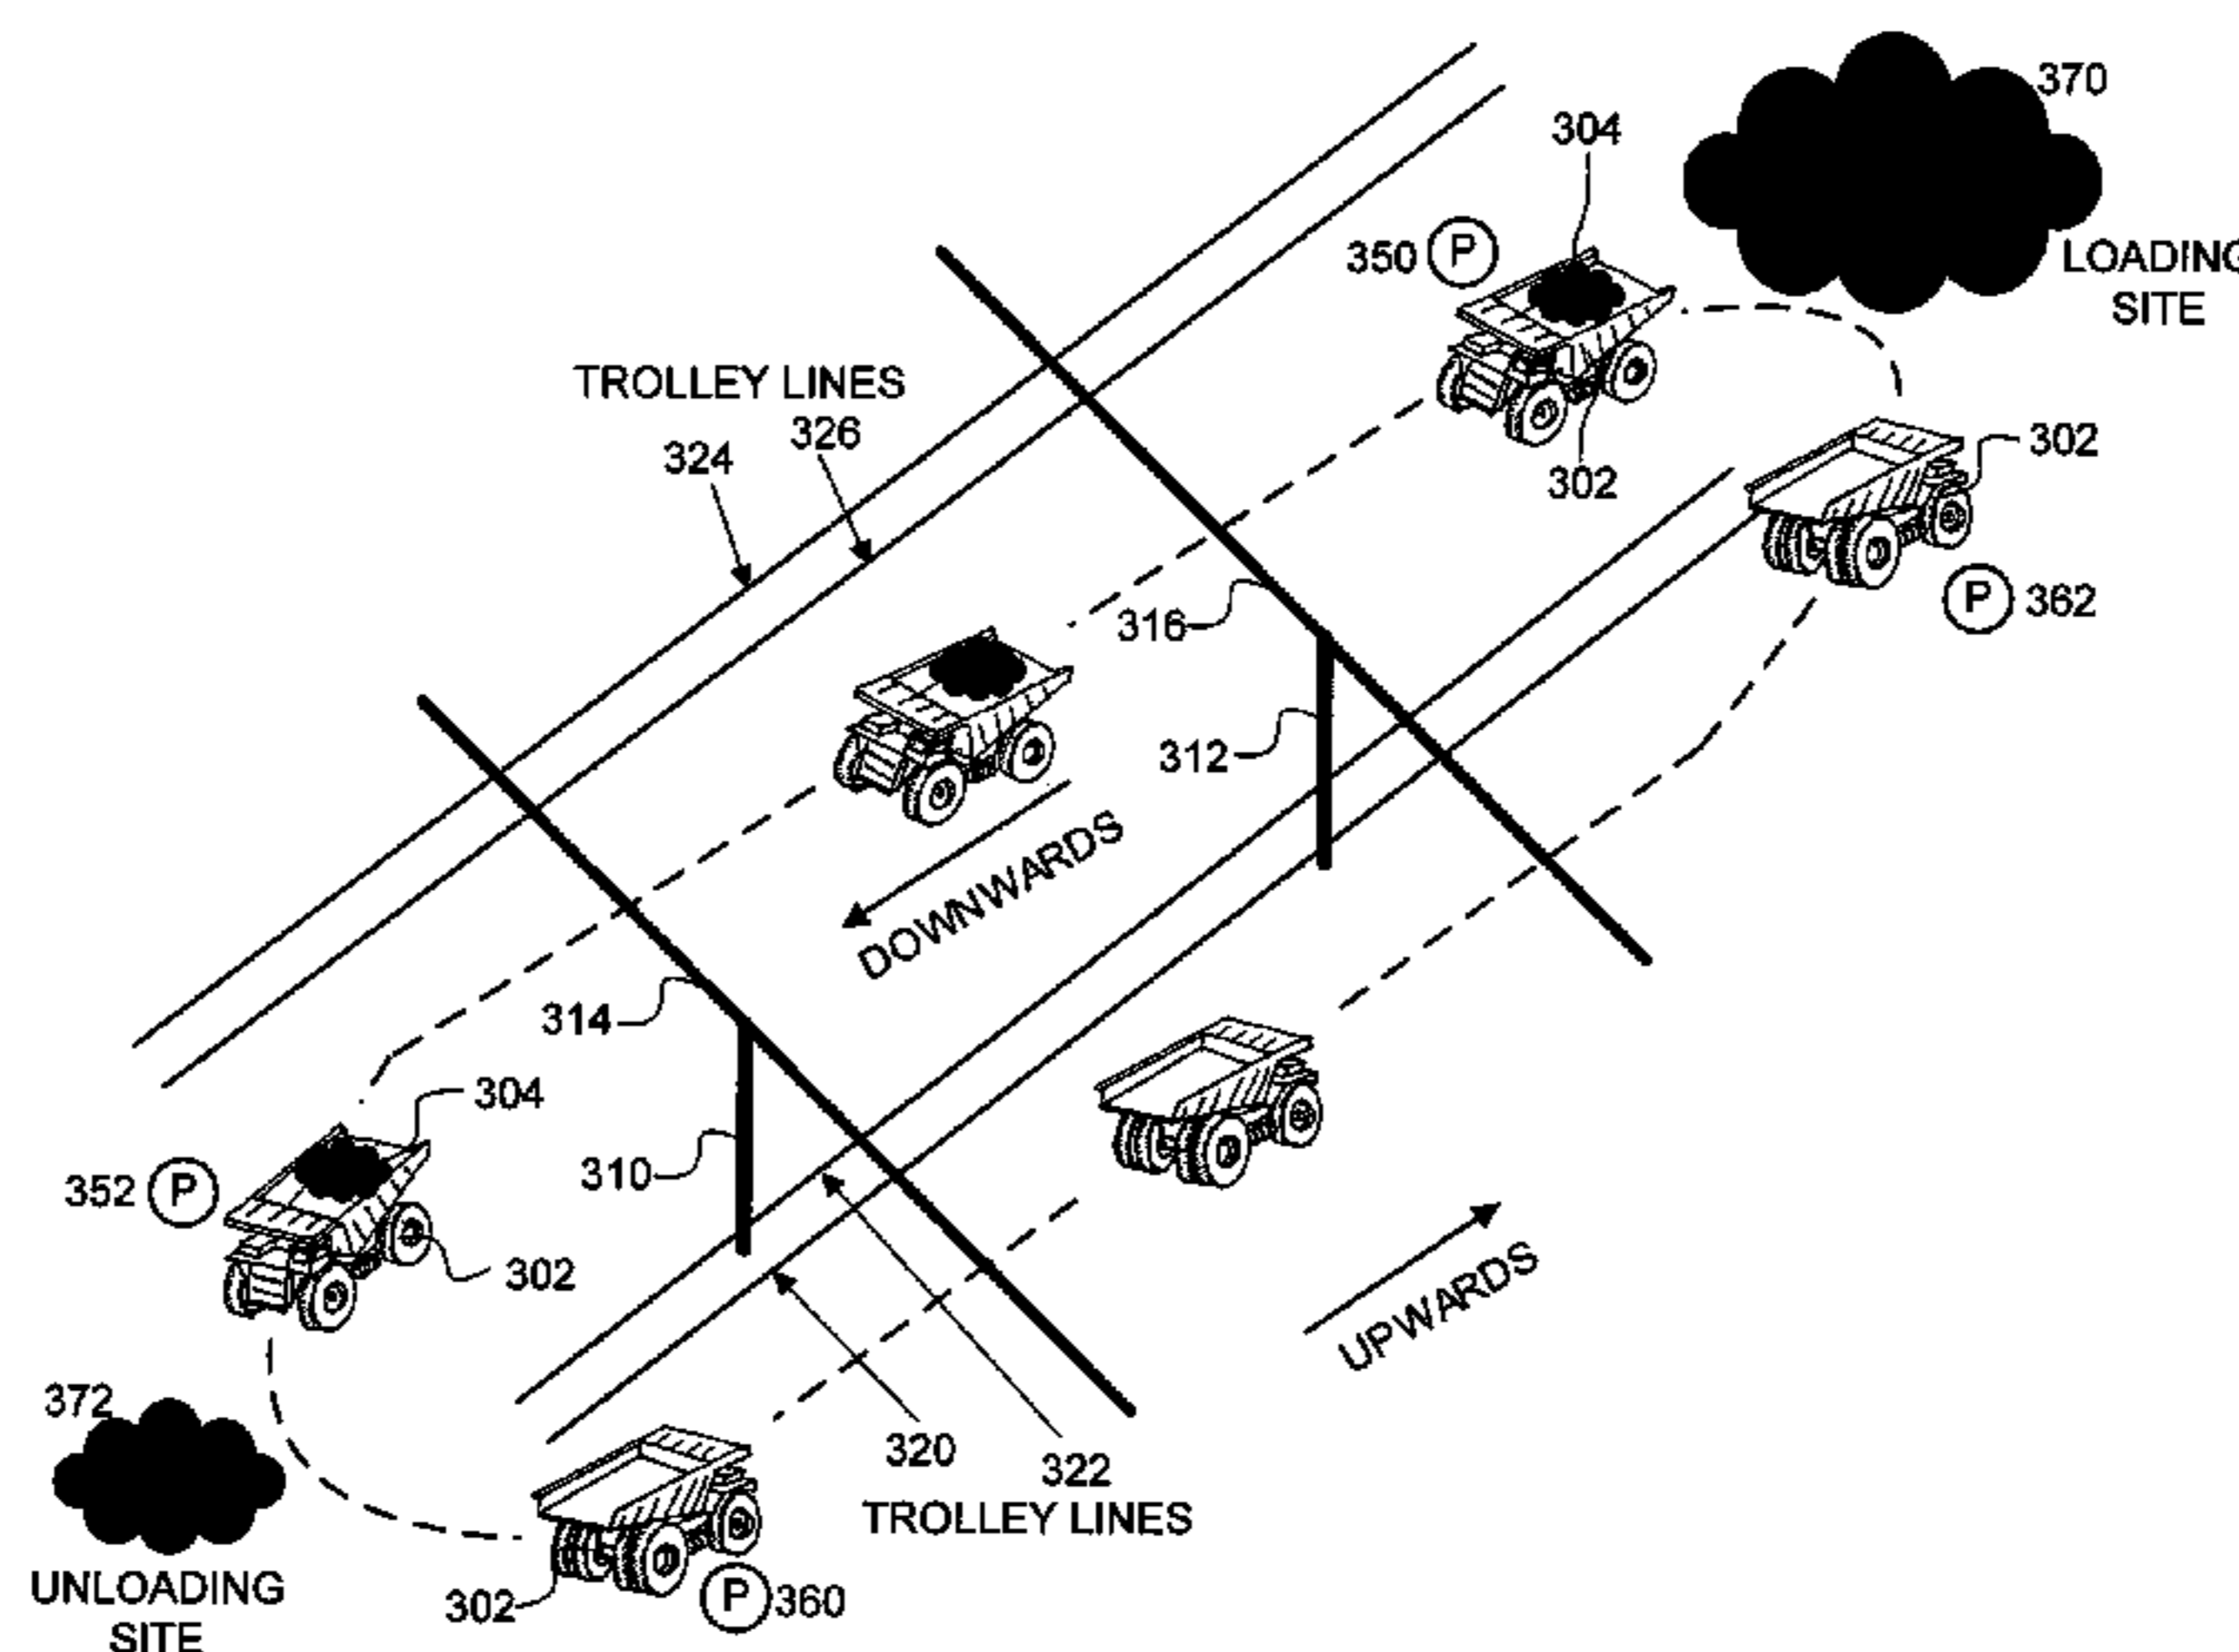 370
304
350 P
LOADING
SITE
TROLLEY LINES
326
324
302
302
316
P 362
312
DOWNWARDS
314
304
310
352 P
302
UPWARDS
372
320
322
TROLLEY LINES
UNLOADING
SITE
302
P 360